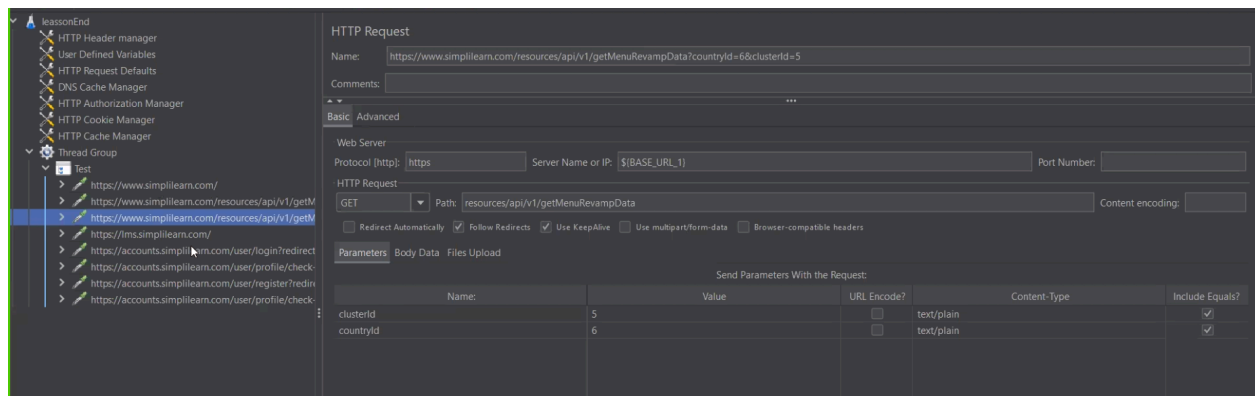 leassonEnd
HTTP Header manager
User Defined Variables
HTTP Request Defaults
DNS Cache Manager
HTTP Authorization Manager
HTTP Cookie Manager
HTTP Cache Manager
Thread Group
Test
https://www.simplilearn.com/
https://www.simplilearn.com/resources/api/v1/getM
https://www.simplilearn.com/resources/api/v1/getM
https://lms.simplilearn.com/
https://accounts.simplilearn.com/user/login?redirect
https://accounts.simplilearn.com/user/profile/check-
https://accounts.simplilearn.com/user/register?redire
https://accounts.simplilearn.com/user/profile/check-
HTTP Request
Name: https://www.simplilearn.com/resources/api/v1/getMenuRevampData?countryId=6&clusterId=5
Comments:
Basic Advanced
Web Server
Protocol [http]: https Server Name or IP: ${BASE_URL_1} Port Number:
HTTP Request
GET Path: resources/api/v1/getMenuRevampData Content encoding:
Redirect Automatically Follow Redirects Use KeepAlive Use multipart/form-data Browser-compatible headers
Parameters Body Data Files Upload
Send Parameters With the Request:
Name: Value URL Encode? Content-Type Include Equals?
clusterId 5 text/plain
countryId 6 text/plain